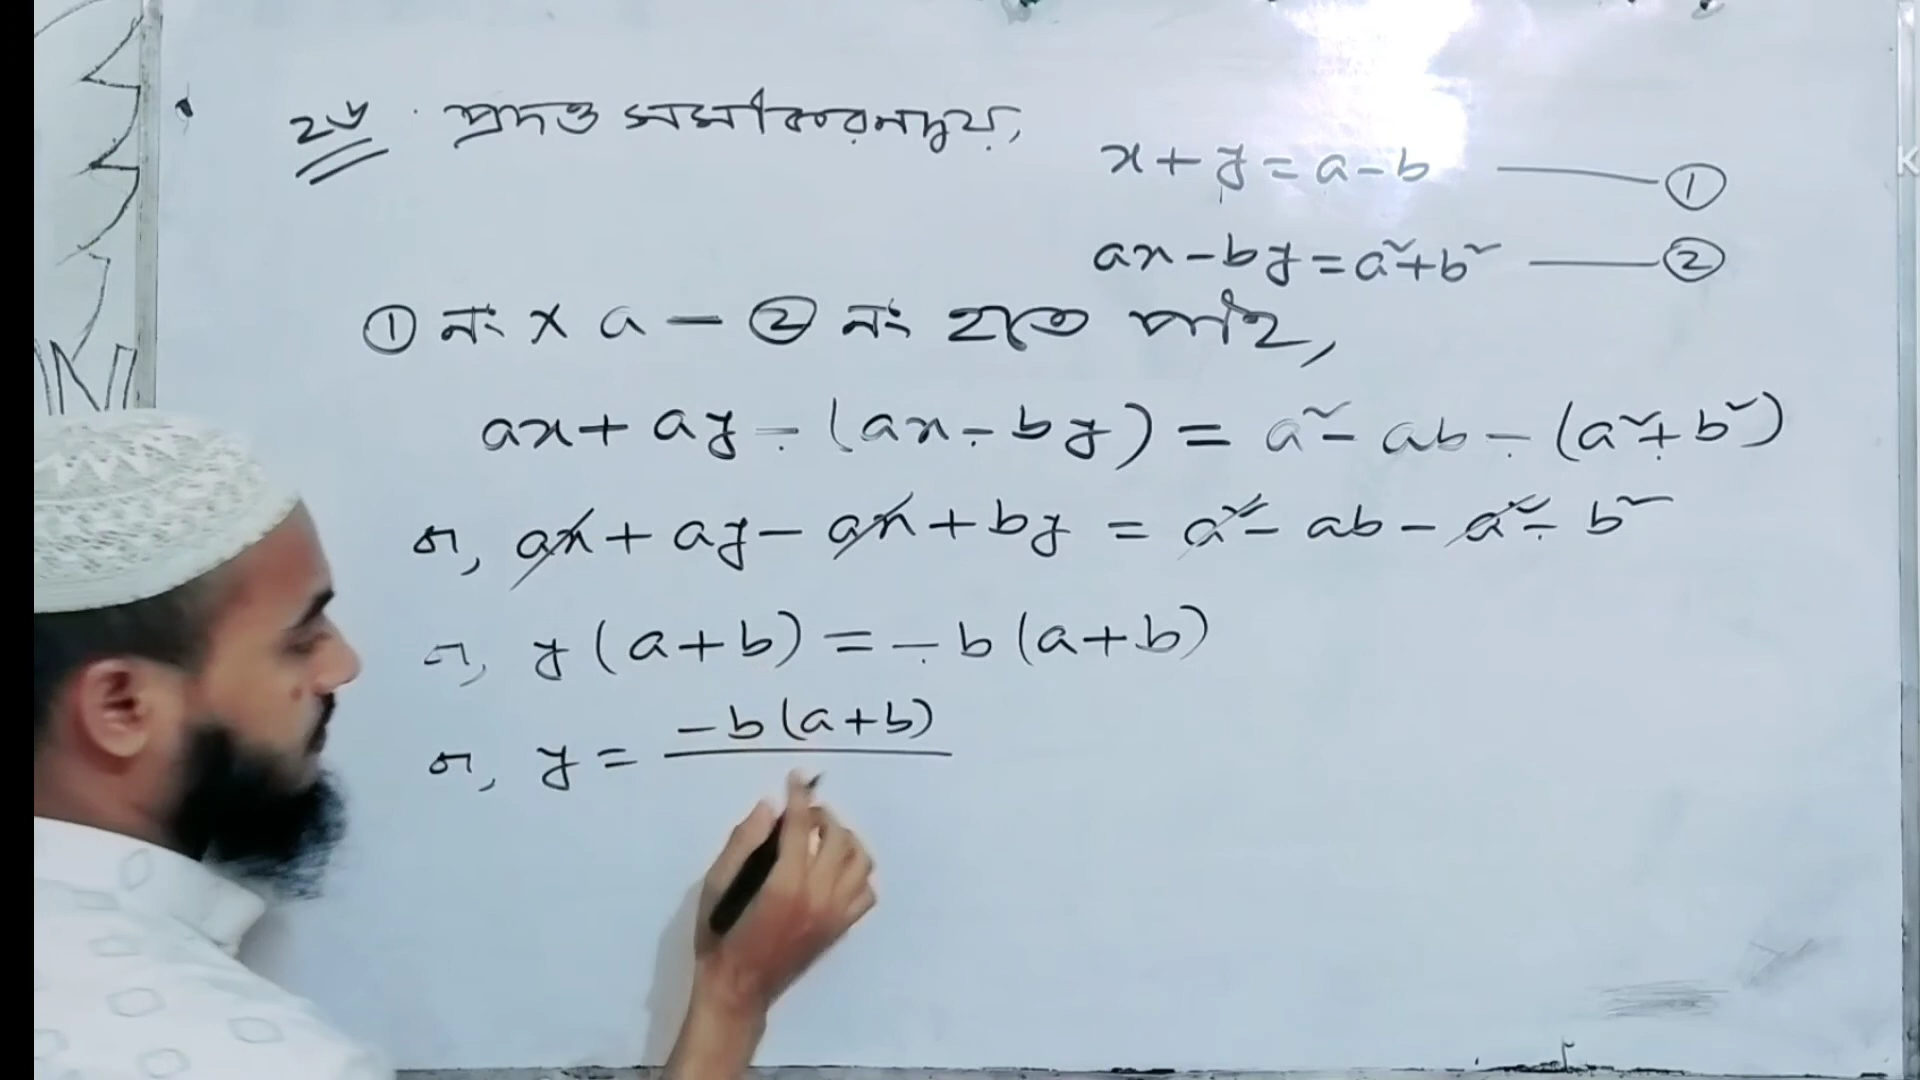 ২৬. প্রদত্ত সমীকরনদ্বয়,
x + y = a - b ——— ①
ax - by = a² + b² ——— ②
① নং × a - ② নং হতে পাই,
ax + ay - (ax - by) = a² - ab - (a² + b²)
বা, ax + ay - ax + by = a² - ab - a² - b²
বা, y(a + b) = - b(a + b)
বা, y = -b(a + b)